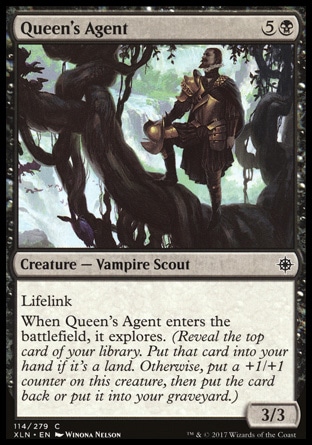 Queen's Agent 5
Creature — Vampire Scout
Lifelink
When Queen's Agent enters the
battlefield, it explores. (Reveal the top
card of your library. Put that card into your
hand if it's a land. Otherwise, put a +1/+1
counter on this creature, then put the card
back or put it into your graveyard.)
3/3
114/279 C
XLN • EN Winona Nelson
™ & © 2017 Wizards of the Coast